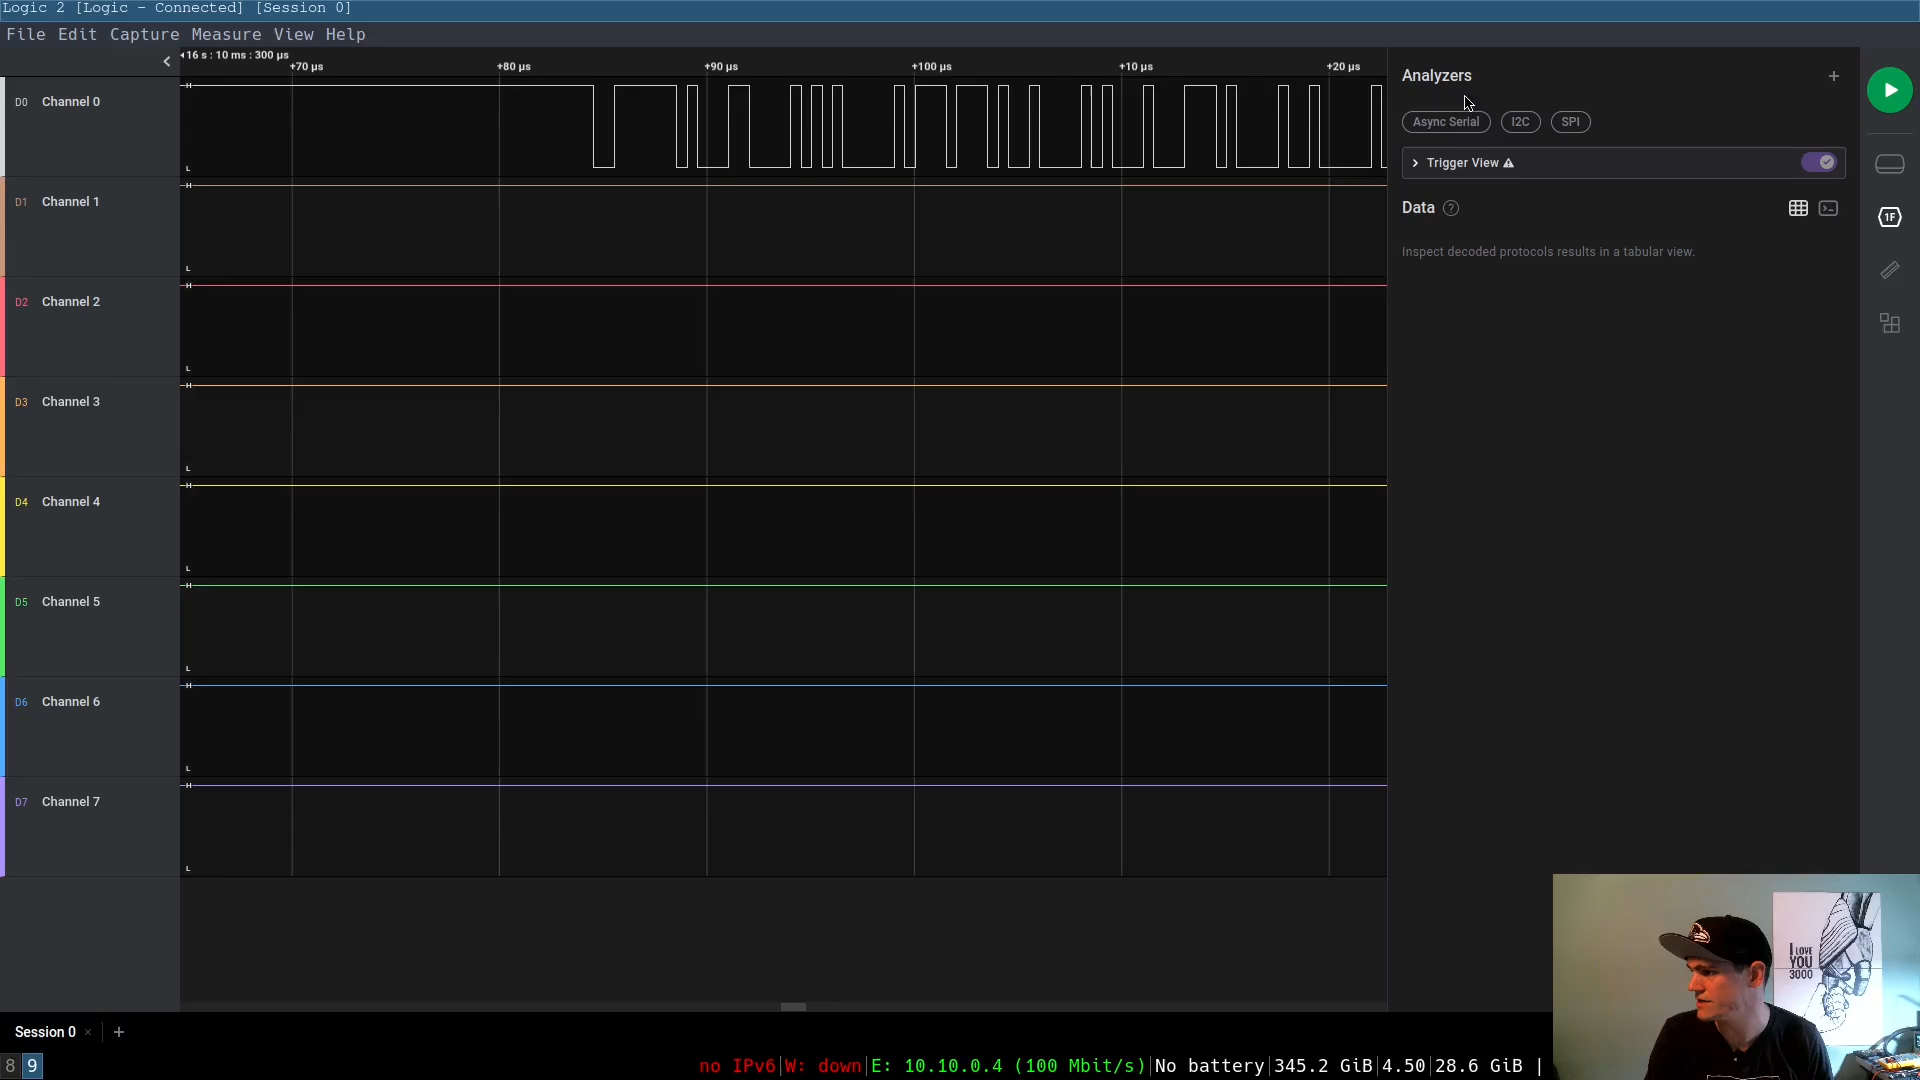 Logic 2 [Logic - Connected] [Session 0]
File Edit Capture Measure View Help
16 s : 10 ms : 300 µs
+70 µs +80 µs +90 µs +100 µs +10 µs +20 µs
D0 Channel 0
H
L
D1 Channel 1
H
L
D2 Channel 2
H
L
D3 Channel 3
H
L
D4 Channel 4
H
L
D5 Channel 5
H
L
D6 Channel 6
H
L
D7 Channel 7
H
L
Analyzers +
Async Serial I2C SPI
Trigger View
Data ?
Inspect decoded protocols results in a tabular view.
1F
I LOVE
YOU
3000
Session 0 × +
8 9
no IPv6|W: down|E: 10.10.0.4 (100 Mbit/s)|No battery|345.2 GiB|4.50|28.6 GiB |